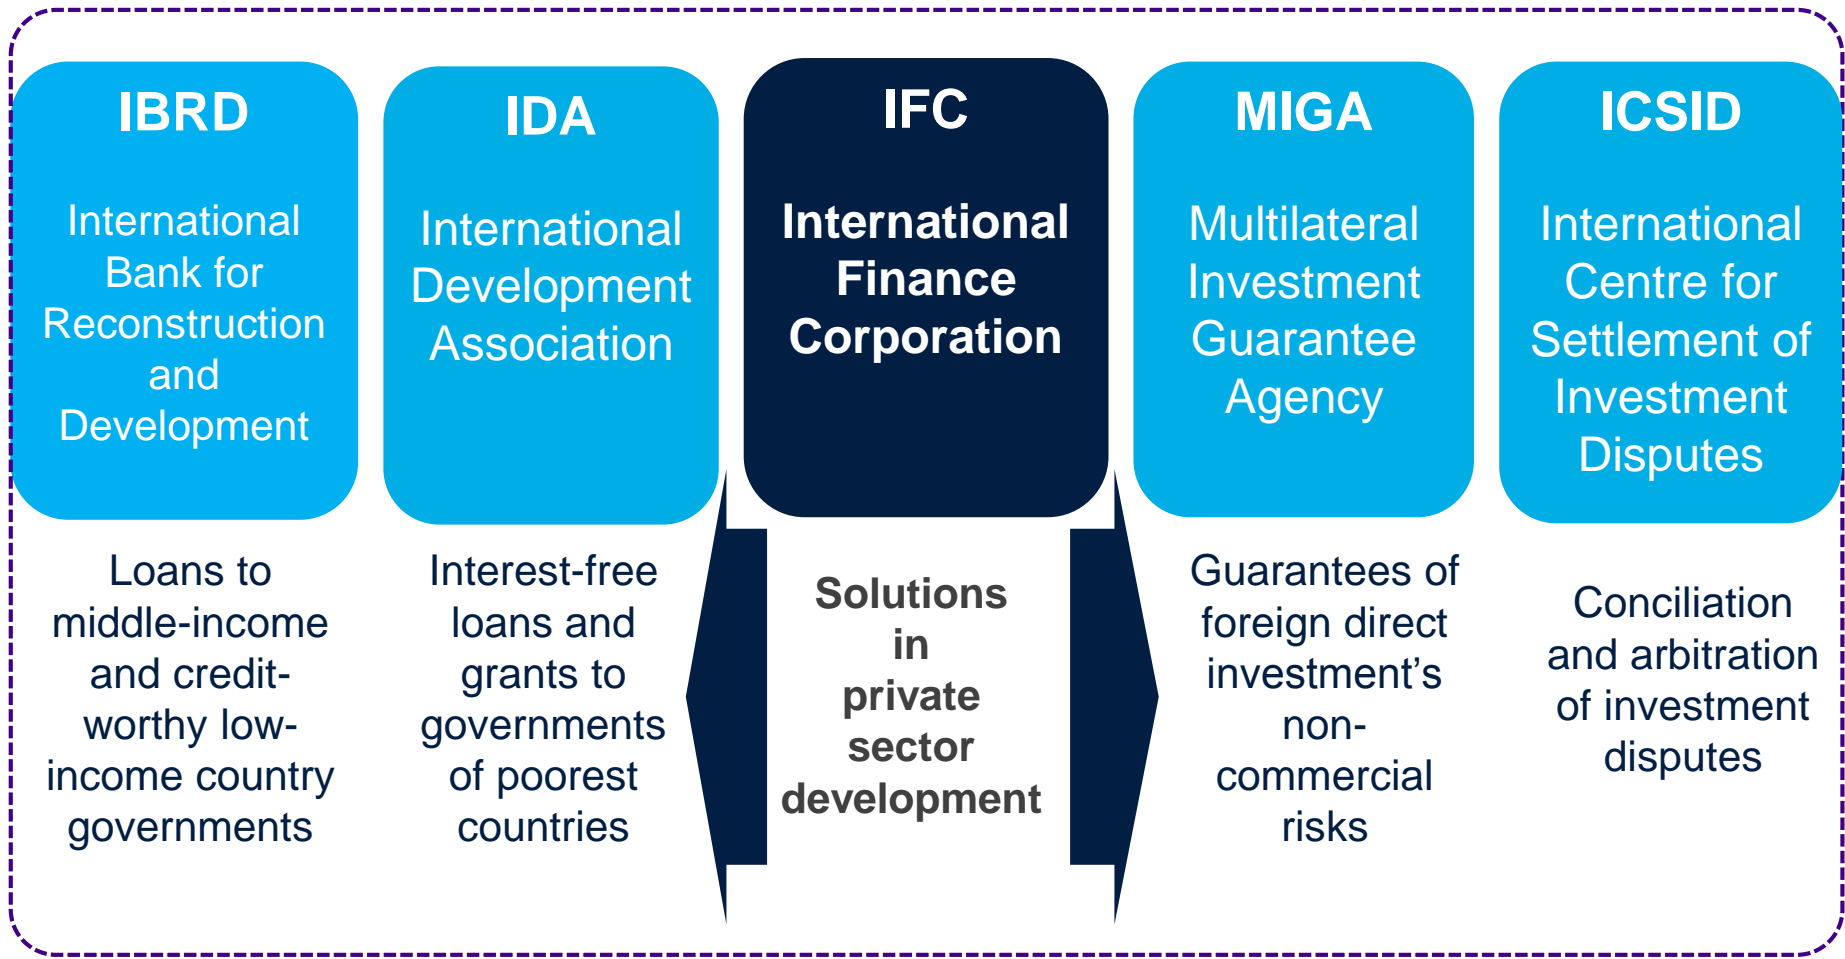 IBRD
International
Bank for
Reconstruction
and
Development
Loans to
middle-income
and credit-
worthy low-
income country
governments
IDA
International
Development
Association
Interest-free
loans and
grants to
governments
of poorest
countries
IFC
International
Finance
Corporation
Solutions
in
private
sector
development
MIGA
Multilateral
Investment
Guarantee
Agency
Guarantees of
foreign direct
investment’s
non-
commercial
risks
ICSID
International
Centre for
Settlement of
Investment
Disputes
Conciliation
and arbitration
of investment
disputes